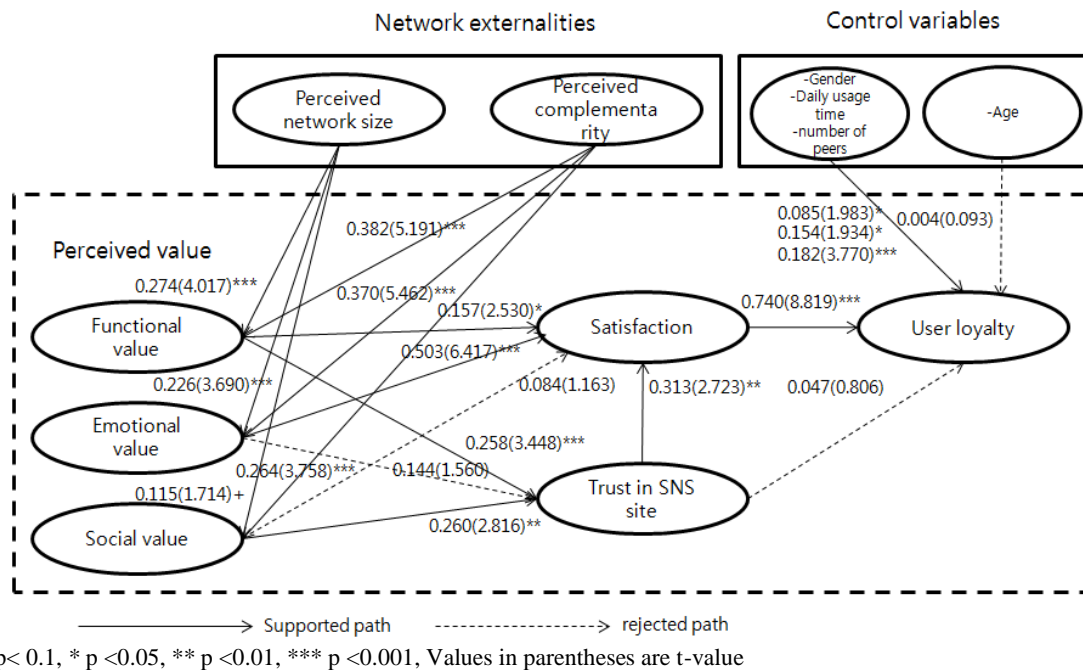 Network externalities
Control variables
Perceived
network size
Perceived
complementa
rity
-Gender
-Daily usage
time
-number of
peers
-Age
0.085(1.983)*
0.154(1.934)*
0.182(3.770)***
0.004(0.093)
Perceived value
0.382(5.191)***
0.274(4.017)***
0.370(5.462)***
0.157(2.530)*
0.740(8.819)***
Functional
value
Satisfaction
User loyalty
0.503(6.417)***
0.226(3.690)***
0.084(1.163)
0.313(2.723)**
0.047(0.806)
Emotional
value
0.258(3.448)***
0.264(3.758)***
0.144(1.560)
0.115(1.714)+
Trust in SNS
site
Social value
0.260(2.816)**
Supported path
rejected path
p< 0.1, * p <0.05, ** p <0.01, *** p <0.001, Values in parentheses are t-value